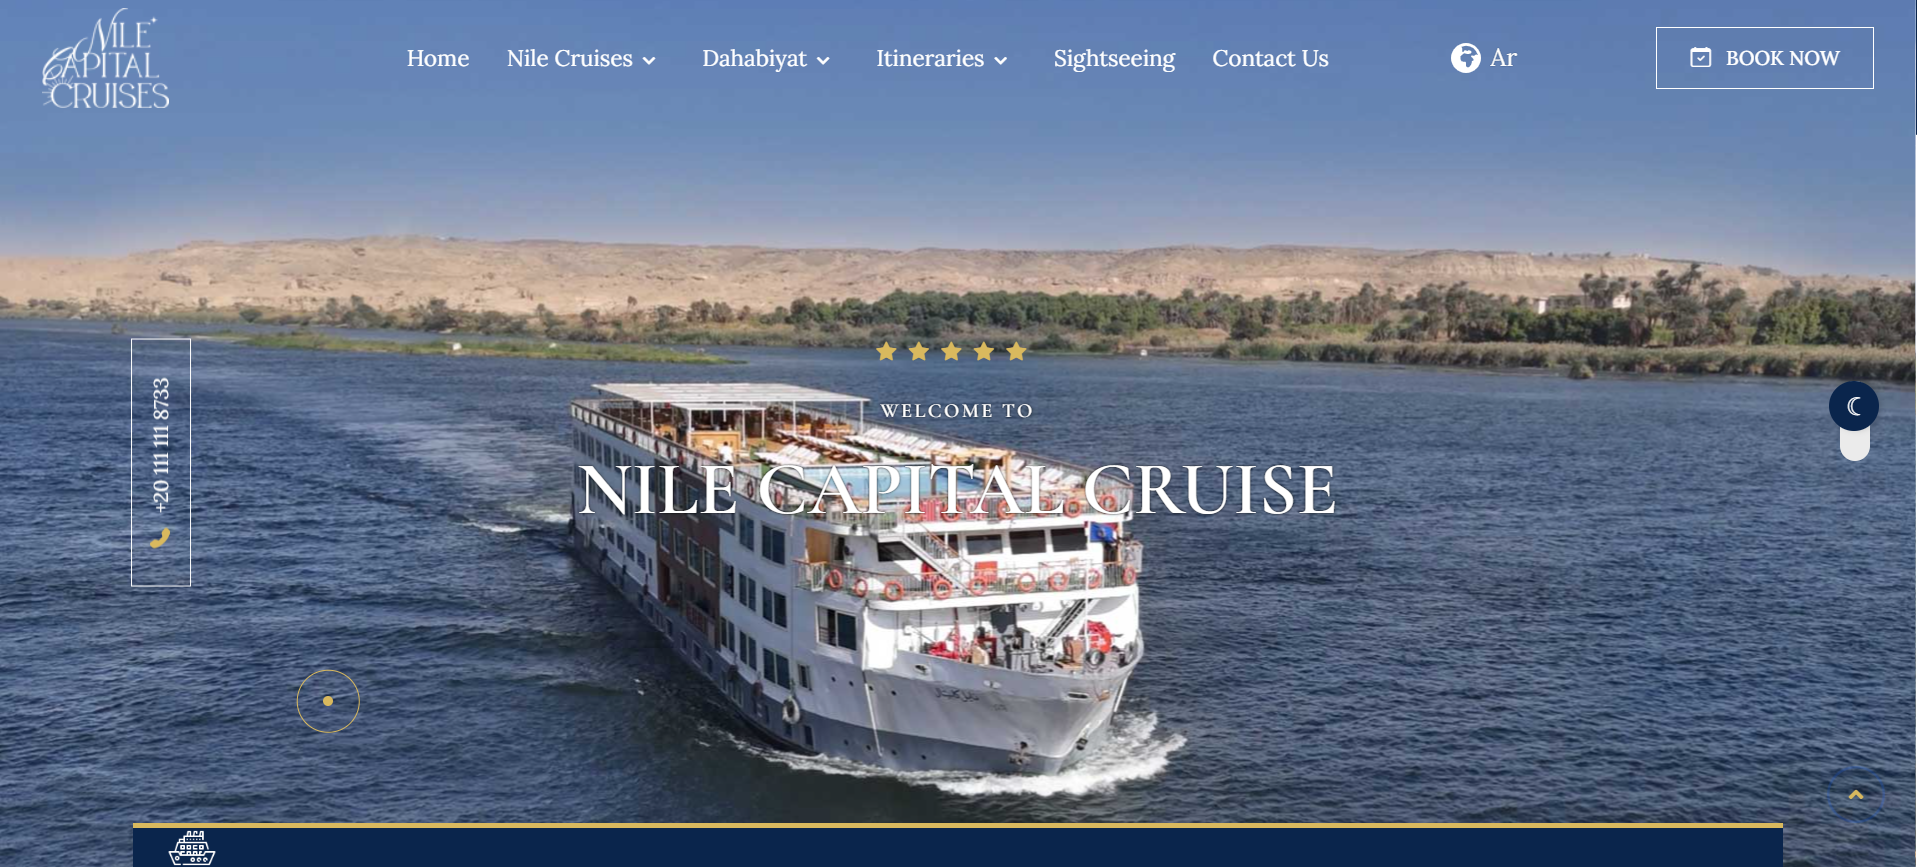 NILE
CAPITAL
CRUISES
Home
Nile Cruises
Dahabiyat
Itineraries
Sightseeing
Contact Us
Ar
BOOK NOW
+20 111 111 8733
WELCOME TO
NILE CAPITAL CRUISE